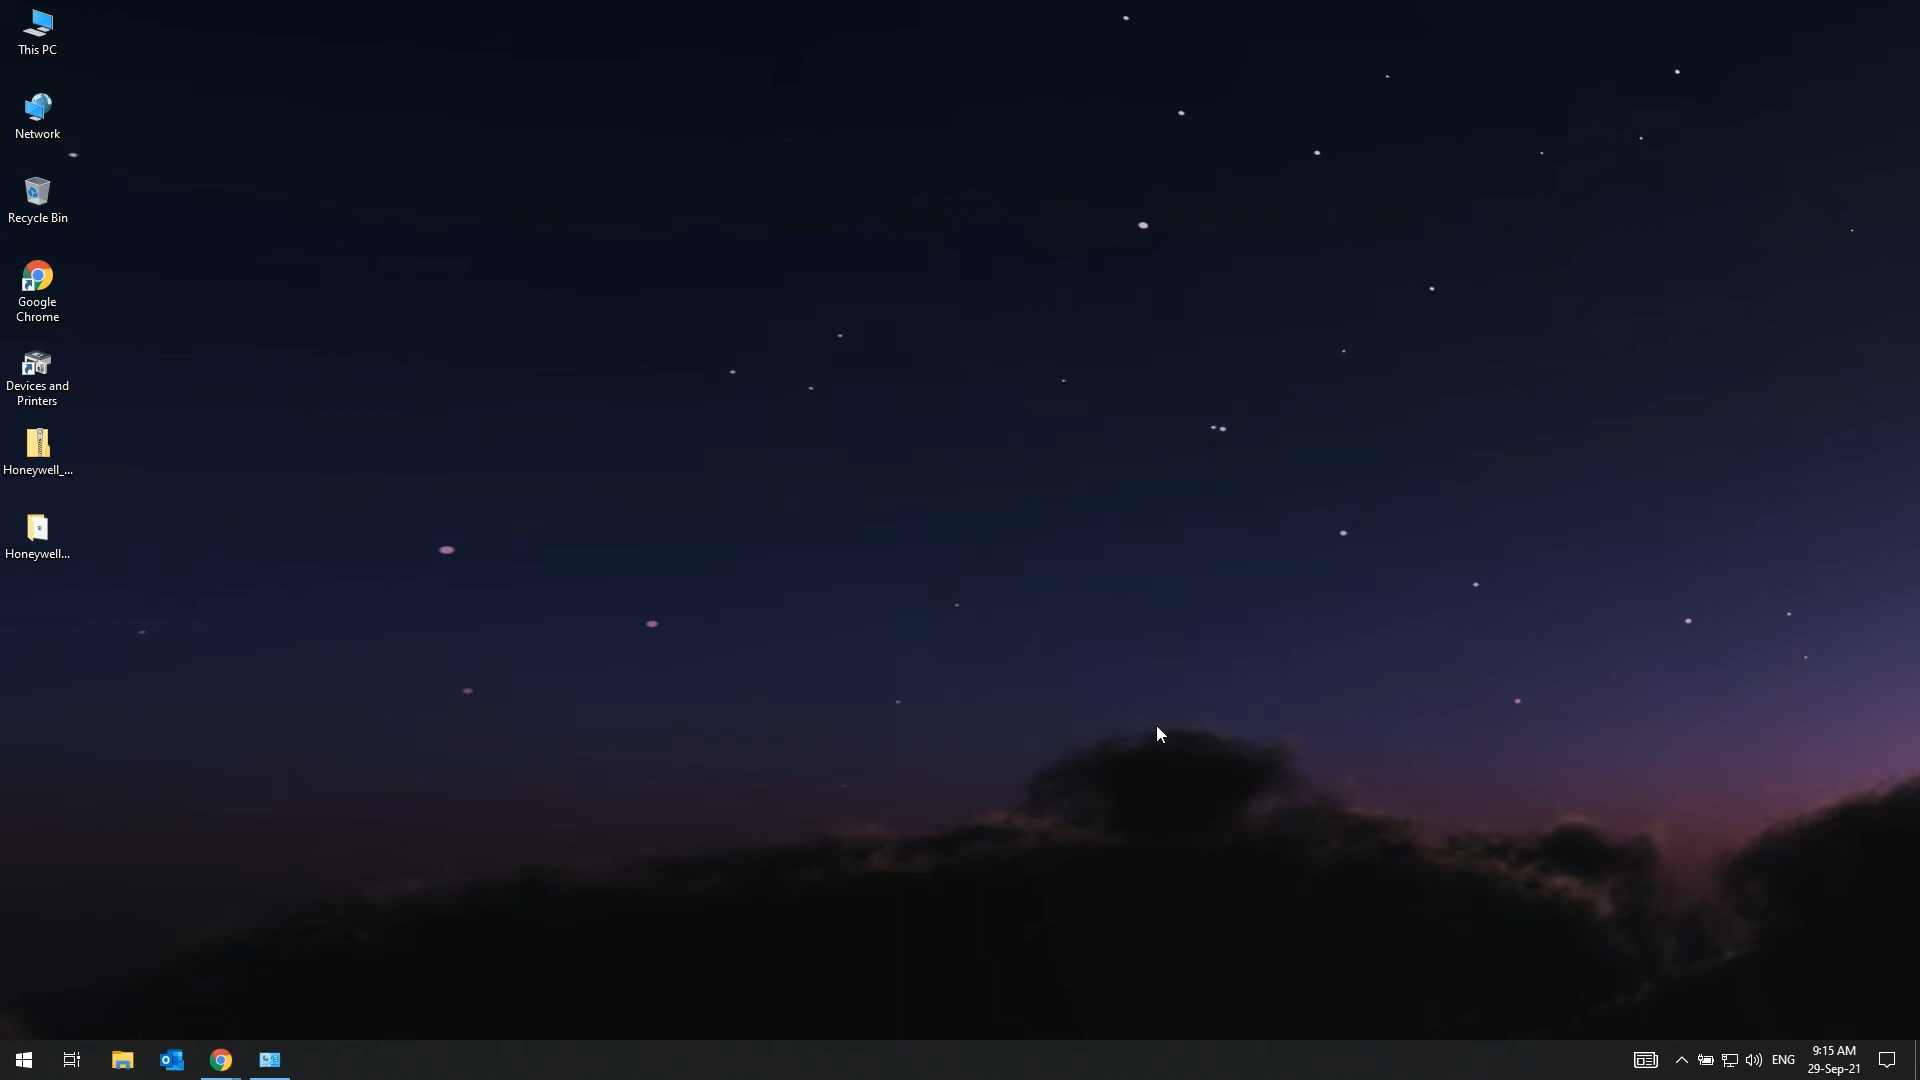 This PC
Network
Recycle Bin
Google
Chrome
Devices and
Printers
Honeywell_...
Honeywell...
ENG
9:15 AM
29-Sep-21